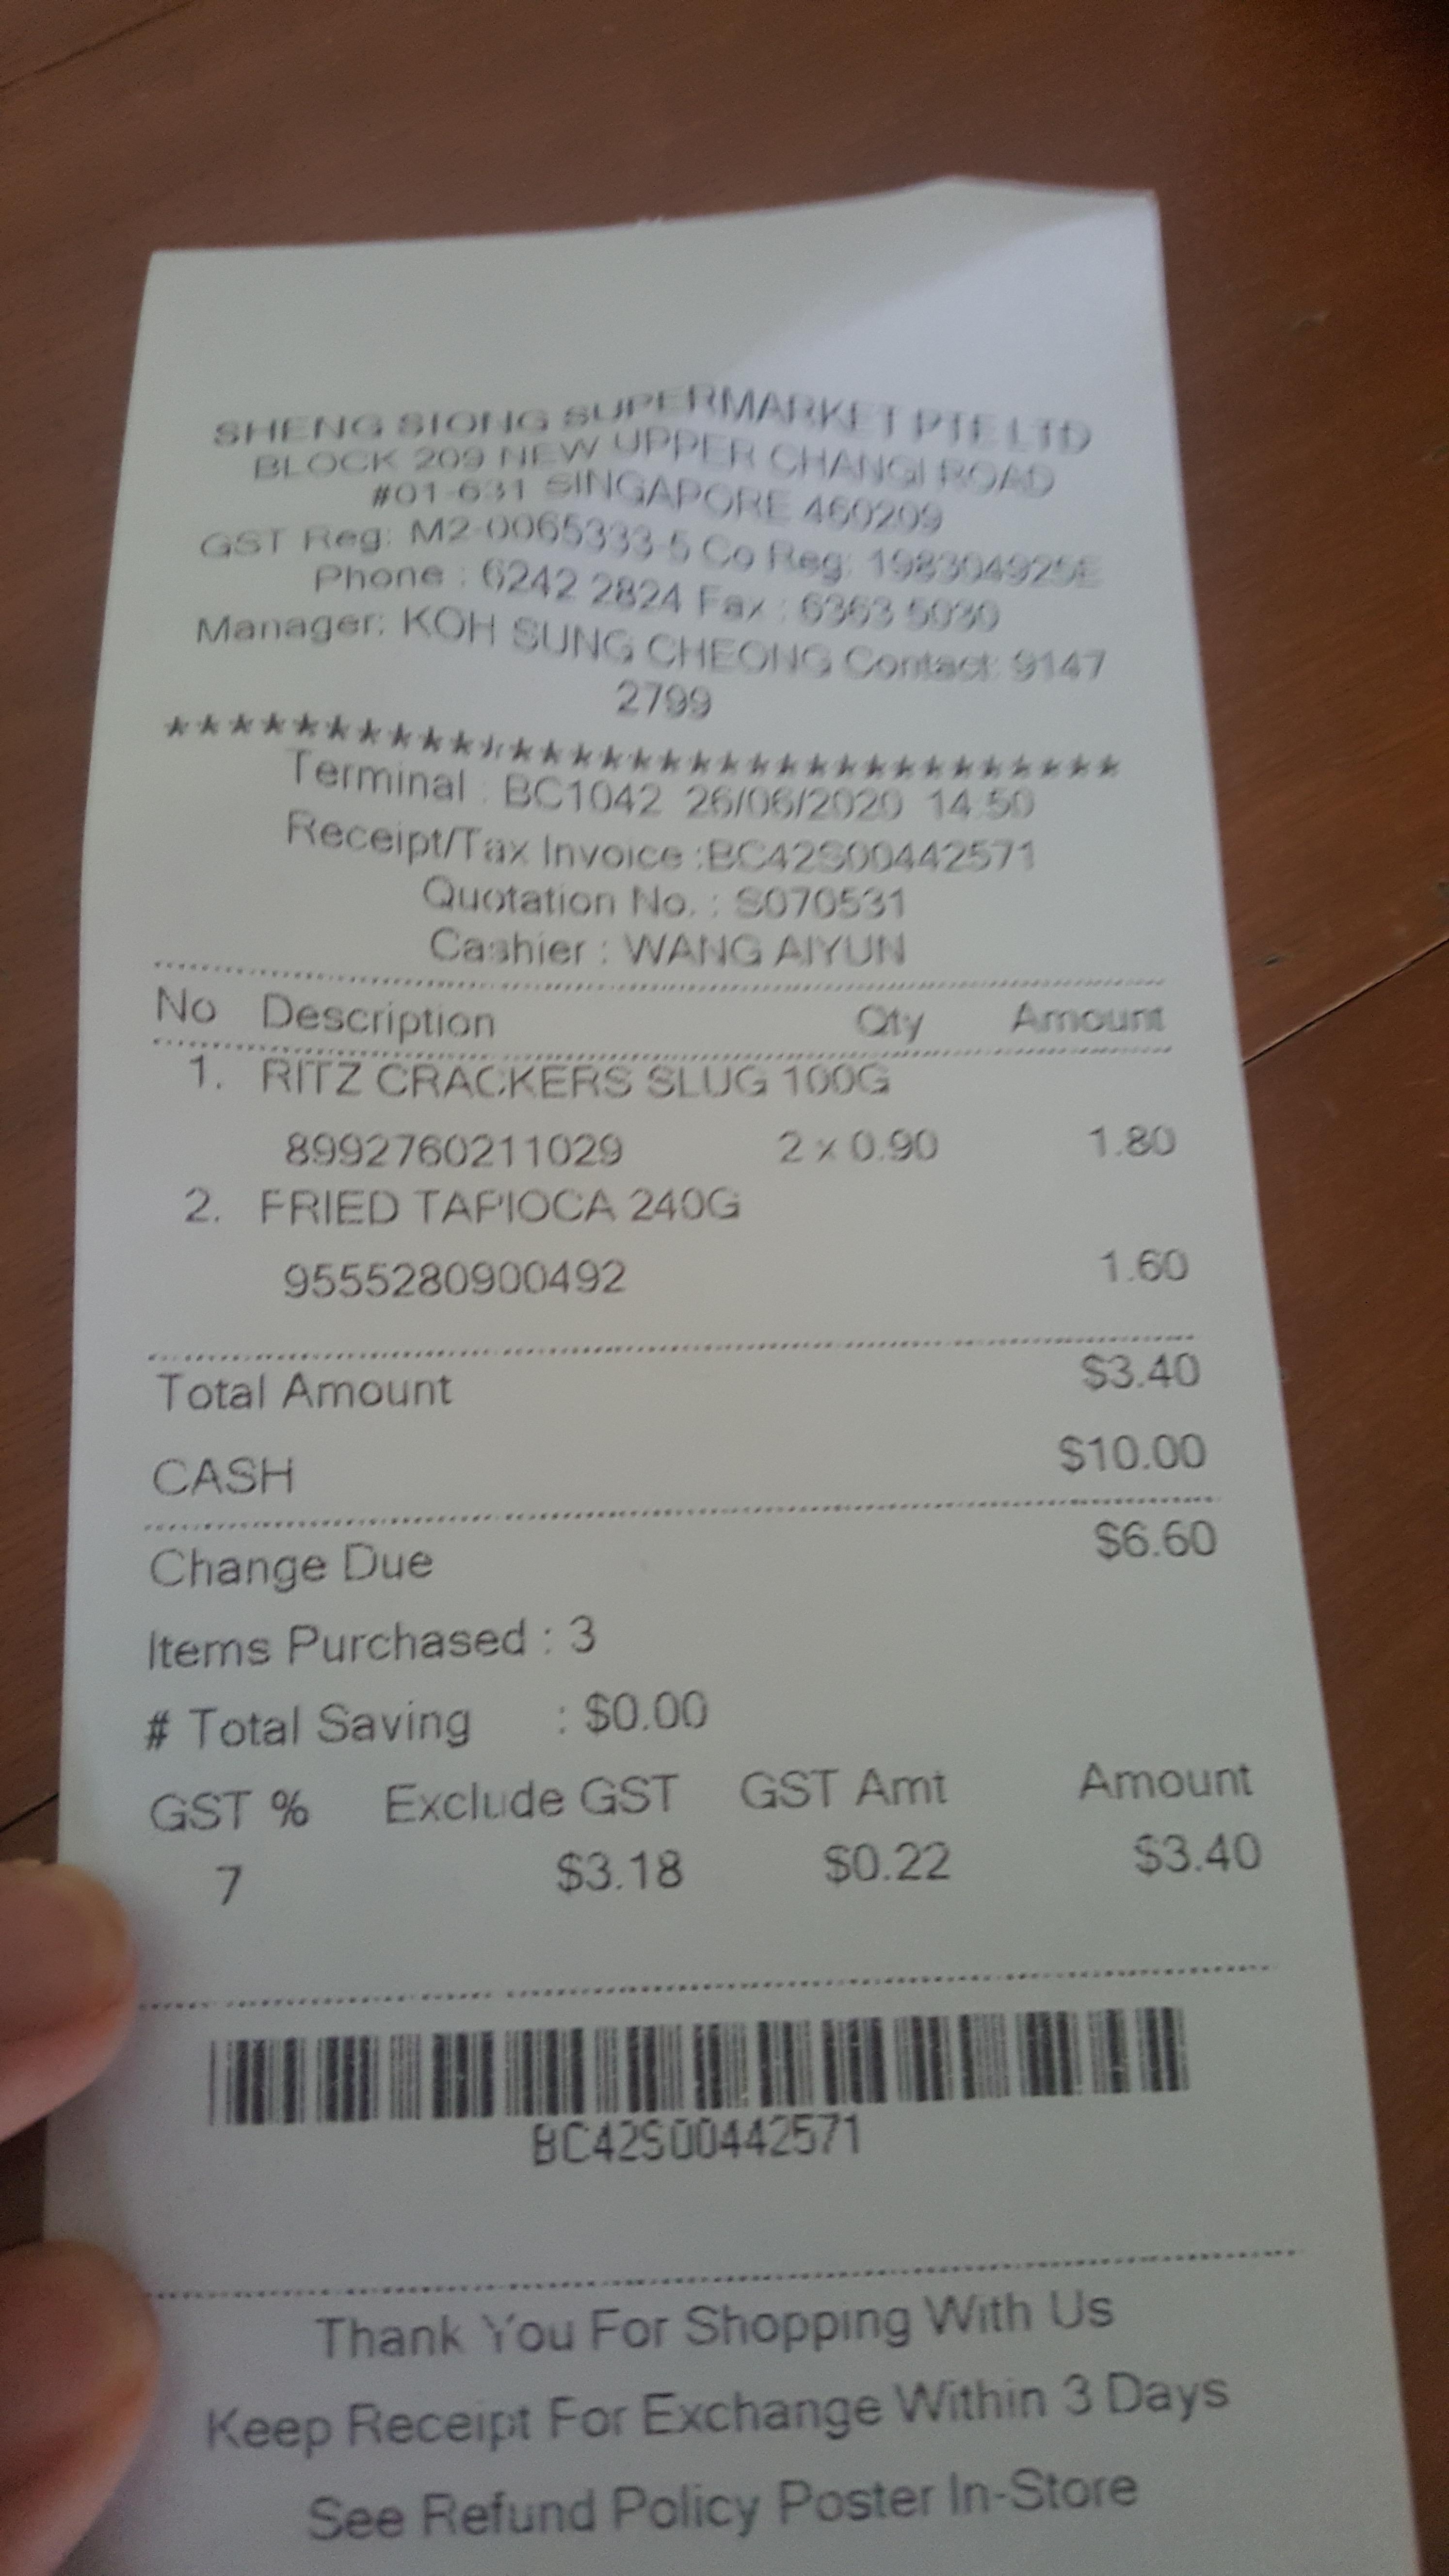 SHENG SIONG SUPERMARKET PTE LTD
BLOCK 209 NEW UPPER CHANGI ROAD
#01-631 SINGAPORE 460209
GST Reg: M2-0065333-5 Co Reg: 198304925E
Phone : 6242 2824 Fax : 6363 5030
Manager: KOH SUNG CHEONG Contact: 9147
2799
*******************************
Terminal : BC1042 26/06/2020 14:50
Receipt/Tax Invoice :BC42S00442571
Quotation No. : S070531
Cashier : WANG AIYUN
No Description Qty Amount
1. RITZ CRACKERS SLUG 100G
8992760211029 2 x 0.90 1.80
2. FRIED TAPIOCA 240G
9555280900492 1.60
Total Amount $3.40
CASH $10.00
Change Due $6.60
Items Purchased : 3
# Total Saving : $0.00
GST % Exclude GST GST Amt Amount
7 $3.18 $0.22 $3.40
BC42S00442571
Thank You For Shopping With Us
Keep Receipt For Exchange Within 3 Days
See Refund Policy Poster In-Store